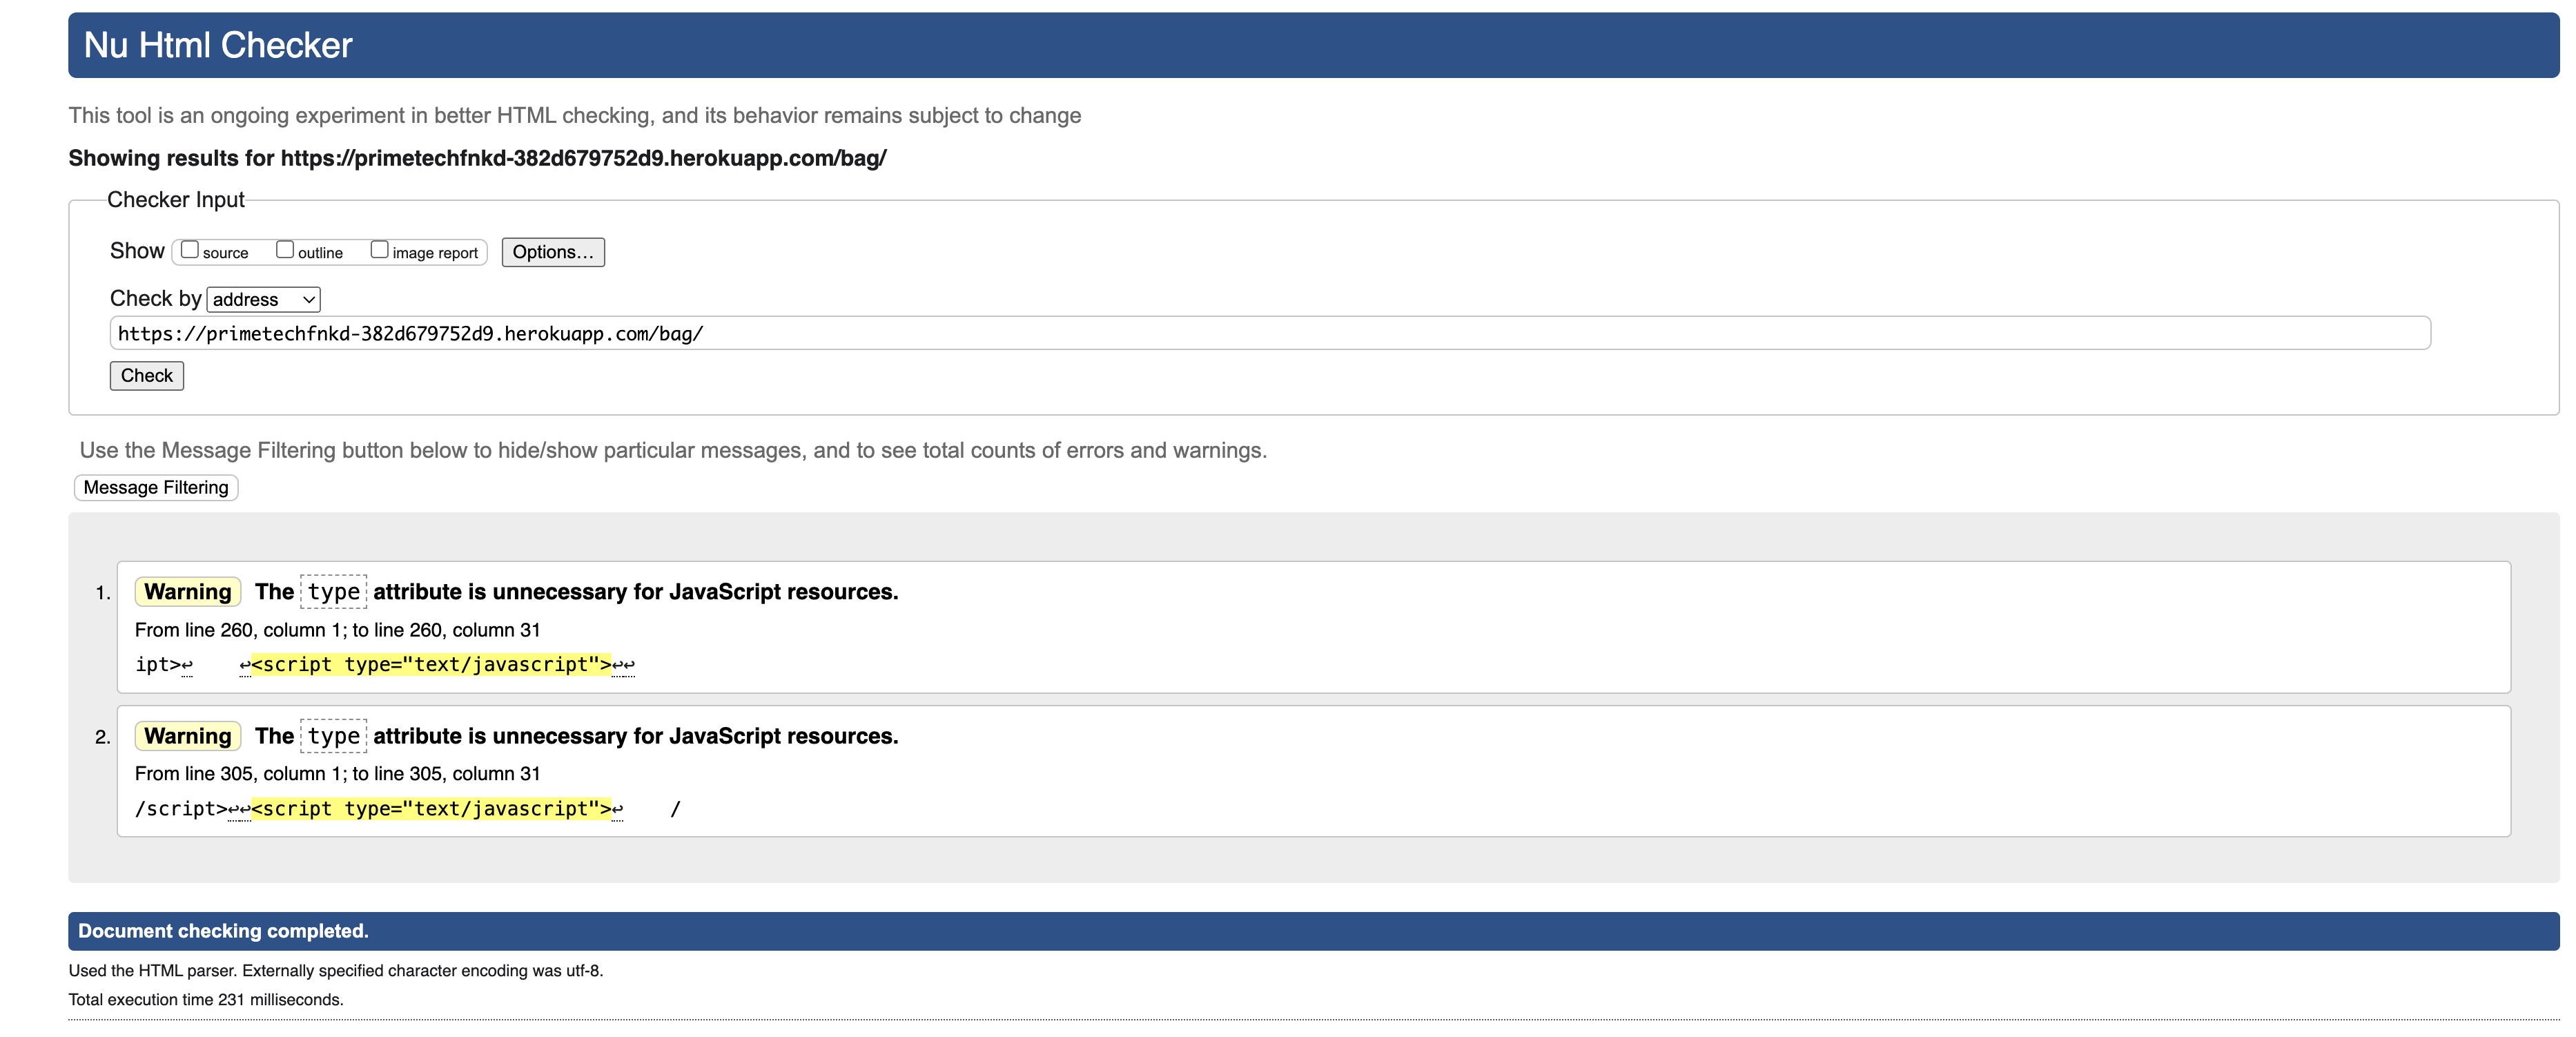 Nu Html Checker
This tool is an ongoing experiment in better HTML checking, and its behavior remains subject to change
Showing results for https://primetechfnkd-382d679752d9.herokuapp.com/bag/
Checker Input
Show source outline image report Options...
Check by address
https://primetechfnkd-382d679752d9.herokuapp.com/bag/
Check
Use the Message Filtering button below to hide/show particular messages, and to see total counts of errors and warnings.
Message Filtering
1. Warning The type attribute is unnecessary for JavaScript resources.
From line 260, column 1; to line 260, column 31
ipt>↩    ↩<script type="text/javascript">↩↩
2. Warning The type attribute is unnecessary for JavaScript resources.
From line 305, column 1; to line 305, column 31
/script>↩↩<script type="text/javascript">↩    /
Document checking completed.
Used the HTML parser. Externally specified character encoding was utf-8.
Total execution time 231 milliseconds.